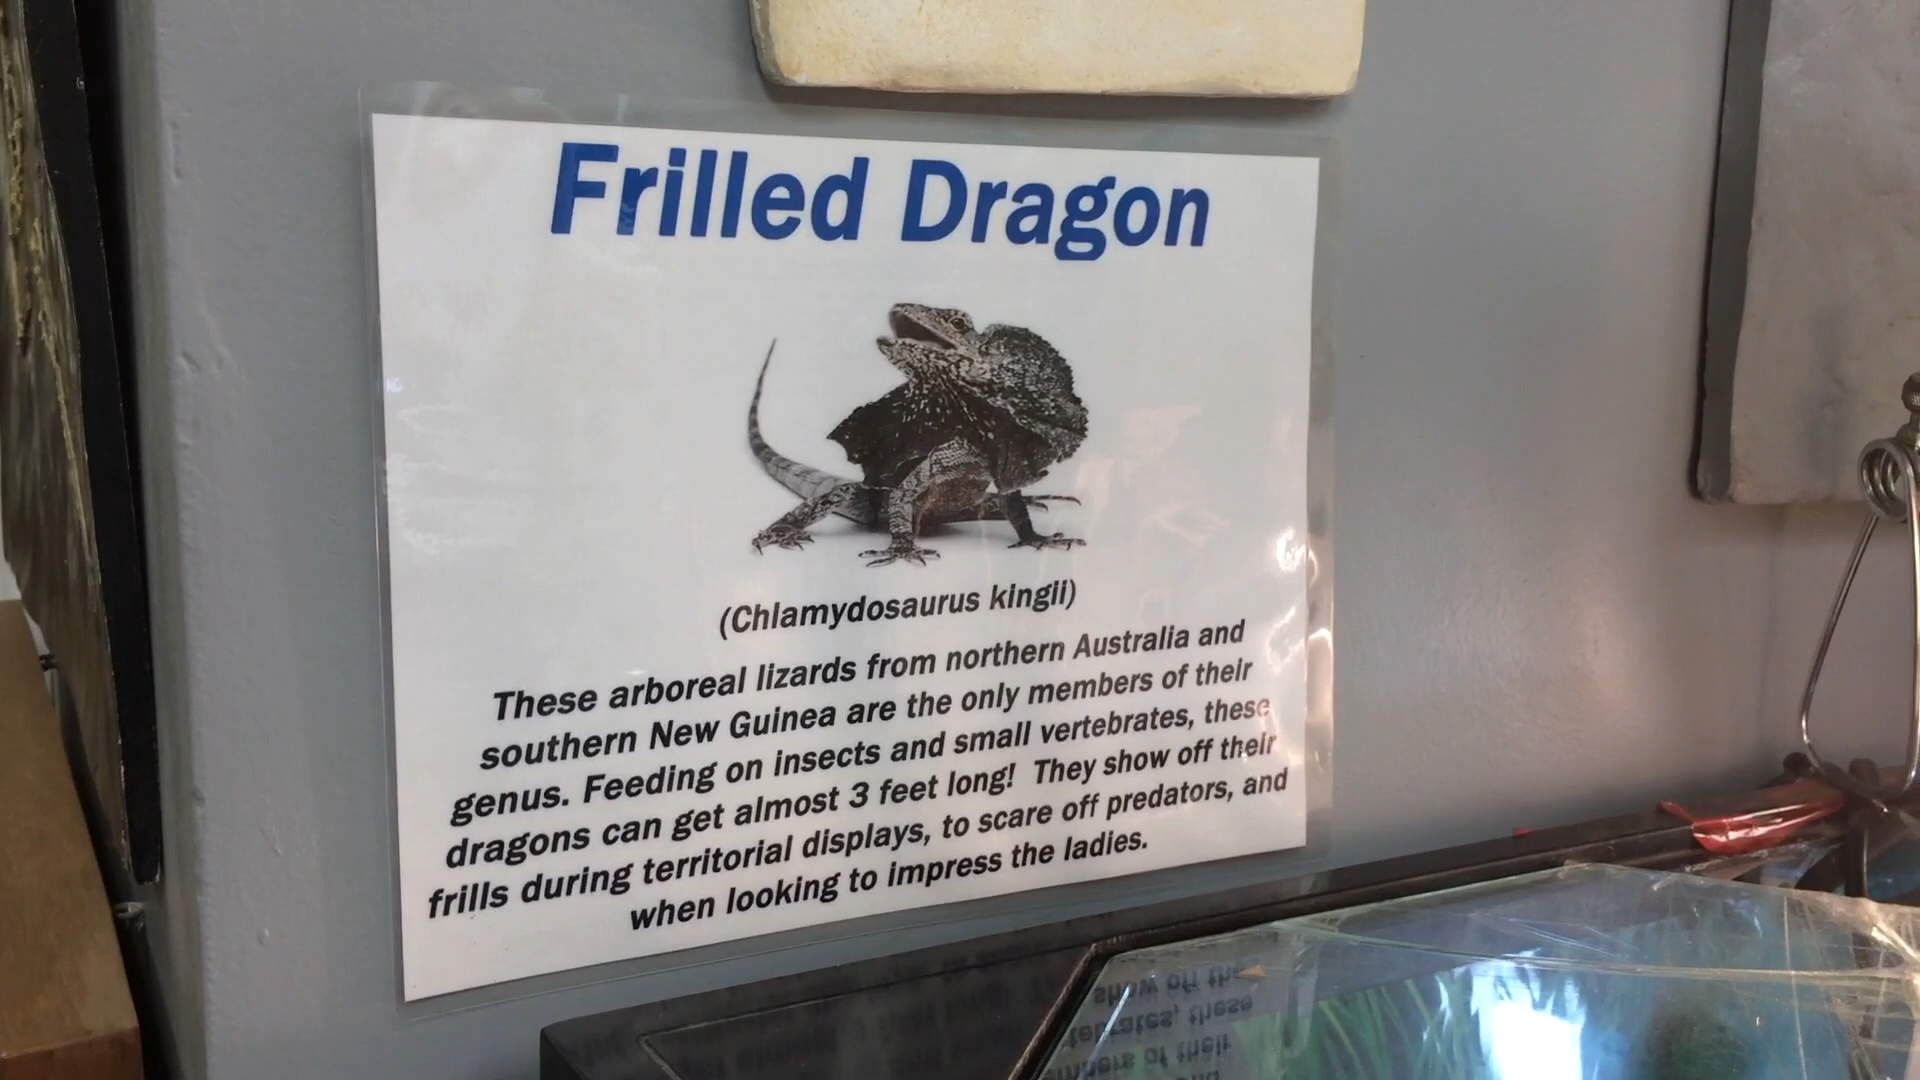 Frilled Dragon
(Chlamydosaurus kingii)
These arboreal lizards from northern Australia and
southern New Guinea are the only members of their
genus. Feeding on insects and small vertebrates, these
dragons can get almost 3 feet long! They show off their
frills during territorial displays, to scare off predators, and
when looking to impress the ladies.